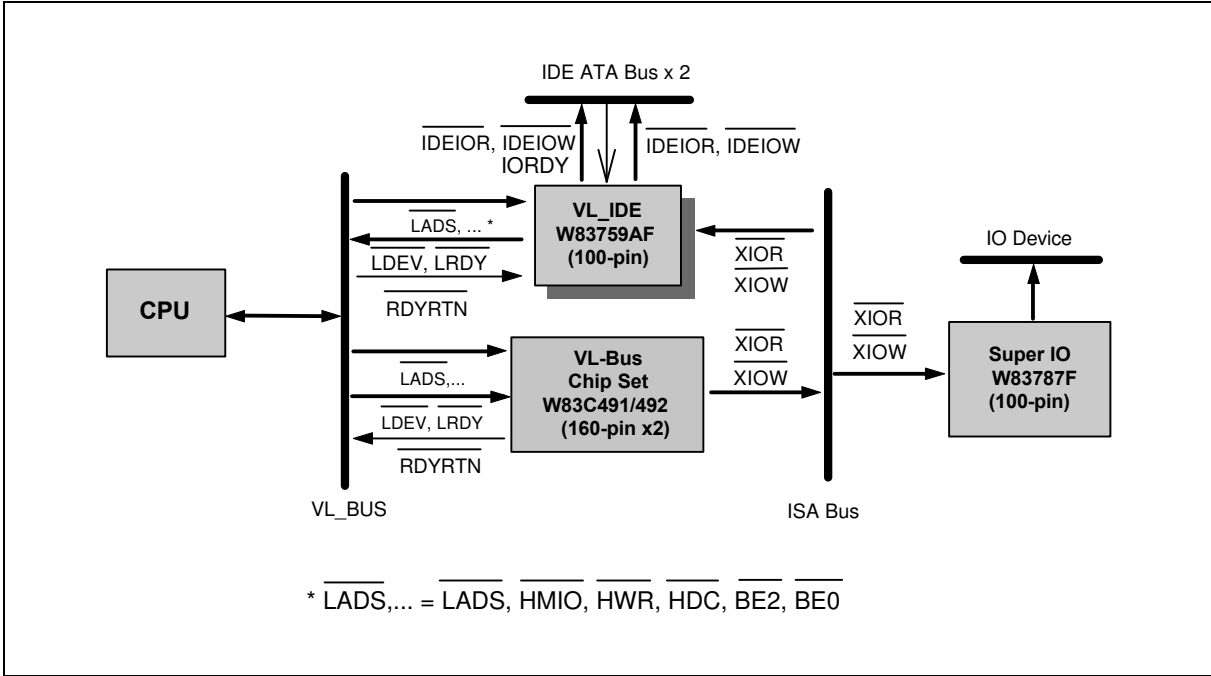 IDE ATA Bus x 2
IDEIOR, IDEIOW
IORDY
IDEIOR, IDEIOW
VL_IDE
W83759AF
(100-pin)
LADS, ... *
LDEV, LRDY
RDYRTN
XIOR
XIOW
IO Device
CPU
VL-Bus
Chip Set
W83C491/492
(160-pin x2)
LADS,...
LDEV, LRDY
RDYRTN
XIOR
XIOW
XIOR
XIOW
Super IO
W83787F
(100-pin)
VL_BUS
ISA Bus
* LADS,... = LADS, HMIO, HWR, HDC, BE2, BE0